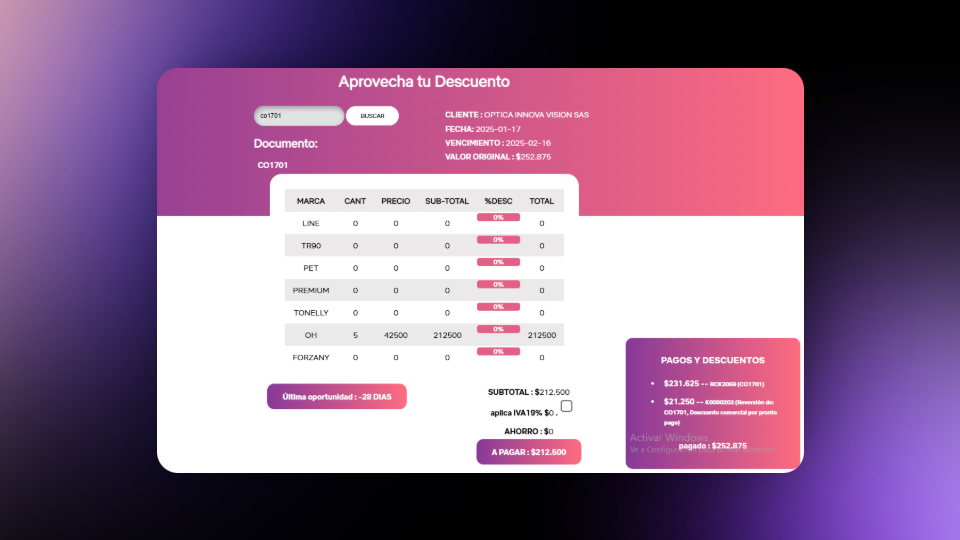 Aprovecha tu Descuento
co1701
BUSCAR
Documento:
CO1701
CLIENTE : OPTICA INNOVA VISION SAS
FECHA: 2025-01-17
VENCIMIENTO : 2025-02-16
VALOR ORIGINAL : $252.875
MARCA CANT PRECIO SUB-TOTAL %DESC TOTAL
LINE 0 0 0 0% 0
TR90 0 0 0 0% 0
PET 0 0 0 0% 0
PREMIUM 0 0 0 0% 0
TONELLY 0 0 0 0% 0
OH 5 42500 212500 0% 212500
FORZANY 0 0 0 0% 0
Última oportunidad : -28 DIAS
SUBTOTAL : $212.500
aplica IVA19% $0 .
AHORRO : $0
A PAGAR : $212.500
PAGOS Y DESCUENTOS
• $231.625 -- RCK2069 (CO1701)
• $21.250 -- K0000203 (Reversión de:
CO1701, Descuento comercial por pronto
pago)
Activar Windows
pagado : $252.875
Ve a Configuración para activar Windows.